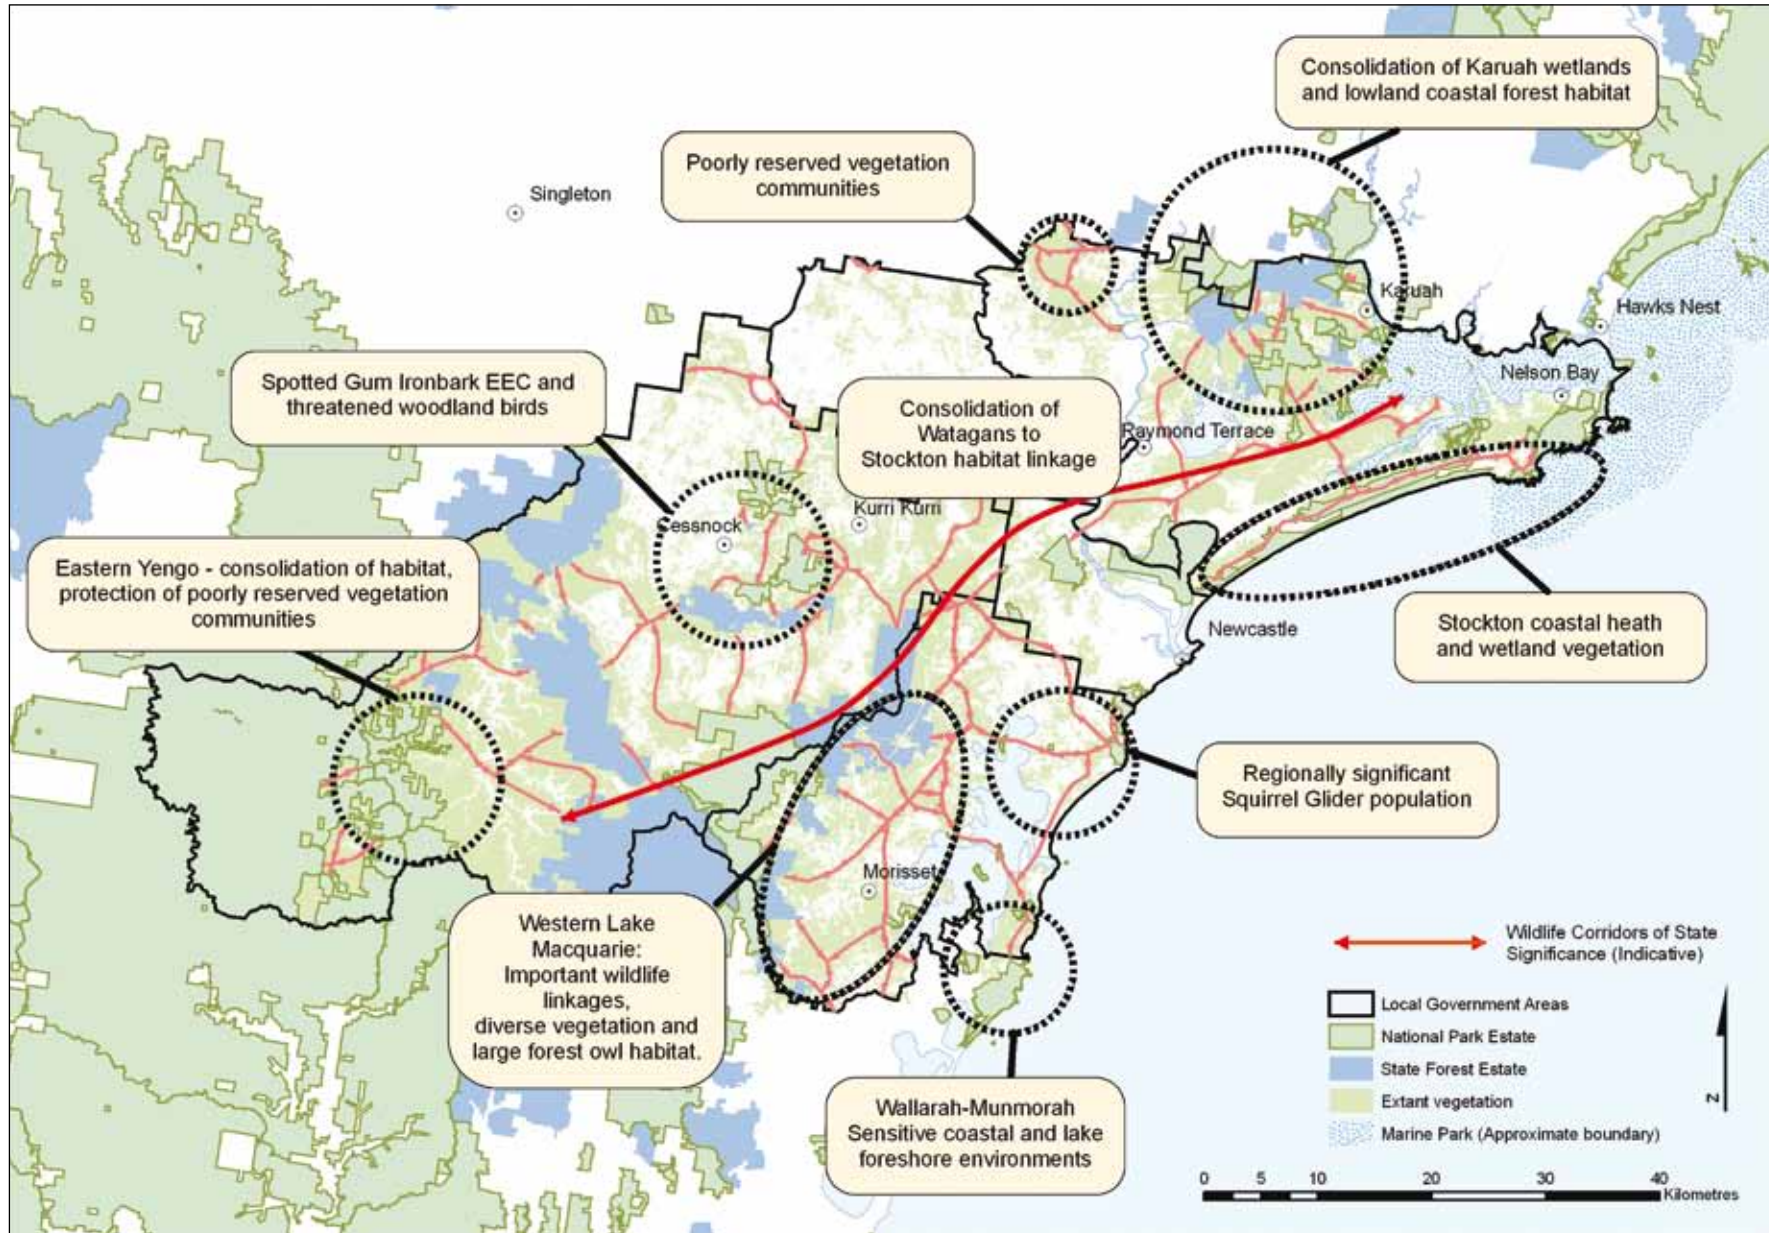 Consolidation of Karuah wetlands
and lowland coastal forest habitat
Poorly reserved vegetation
communities
Singleton
Karuah
Hawks Nest
Nelson Bay
Spotted Gum Ironbark EEC and
threatened woodland birds
Consolidation of
Watagans to
Stockton habitat linkage
Raymond Terrace
Kurri Kurri
Cessnock
Eastern Yengo - consolidation of habitat,
protection of poorly reserved vegetation
communities
Newcastle
Stockton coastal heath
and wetland vegetation
Regionally significant
Squirrel Glider population
Morisset
Western Lake
Macquarie:
Important wildlife
linkages,
diverse vegetation and
large forest owl habitat.
Wallarah-Munmorah
Sensitive coastal and lake
foreshore environments
Wildlife Corridors of State
Significance (Indicative)
Local Government Areas
National Park Estate
State Forest Estate
Extant vegetation
Marine Park (Approximate boundary)
N
0 5 10 20 30 40
Kilometres